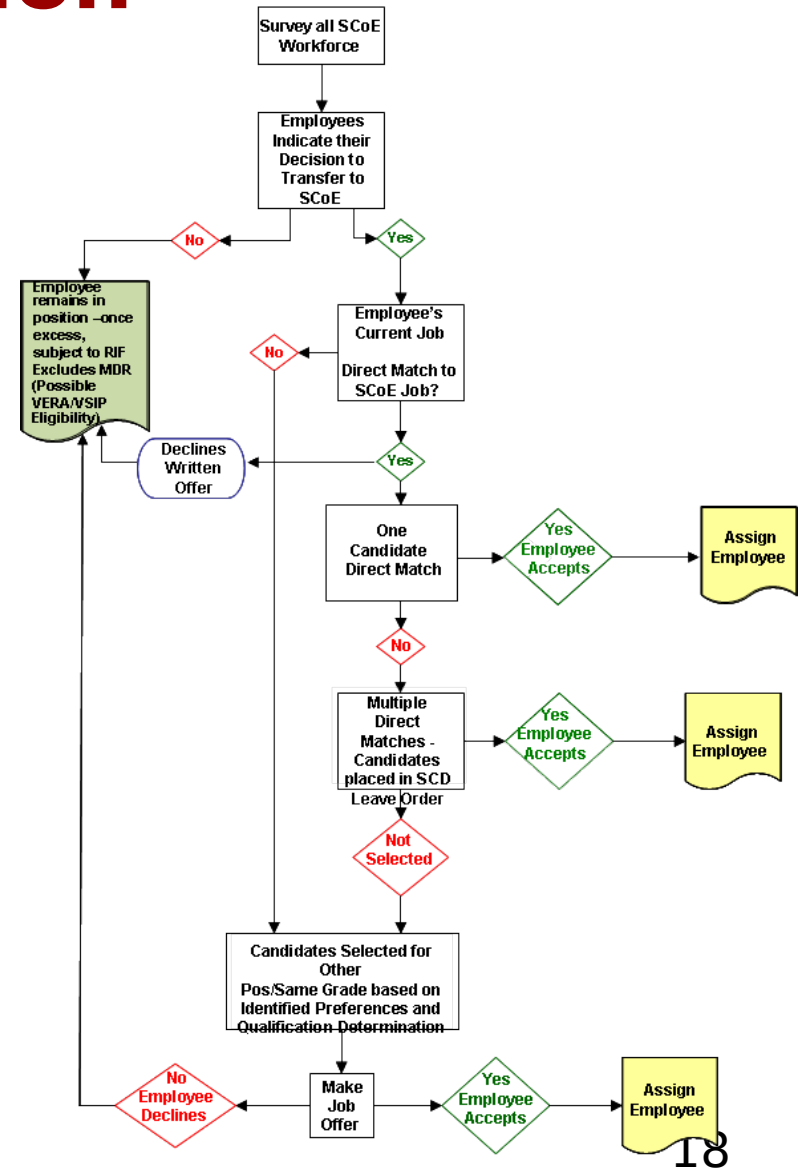 Survey all SCoE
Workforce
Employees
Indicate their
Decision to
Transfer to
SCoE
No
Yes
Employee
remains in
position –once
excess,
subject to RIF
Excludes MDR
(Possible
VERA/VSIP
Eligibility)
Employee's
Current Job
Direct Match to
SCoE Job?
No
Declines
Written
Offer
Yes
One
Candidate
Direct Match
Yes
Employee
Accepts
Assign
Employee
No
Multiple
Direct
Matches -
Candidates
placed in SCD
Leave Order
Yes
Employee
Accepts
Assign
Employee
Not
Selected
Candidates Selected for
Other
Pos/Same Grade based on
Identified Preferences and
Qualification Determination
No
Employee
Declines
Make
Job
Offer
Yes
Employee
Accepts
Assign
Employee
18